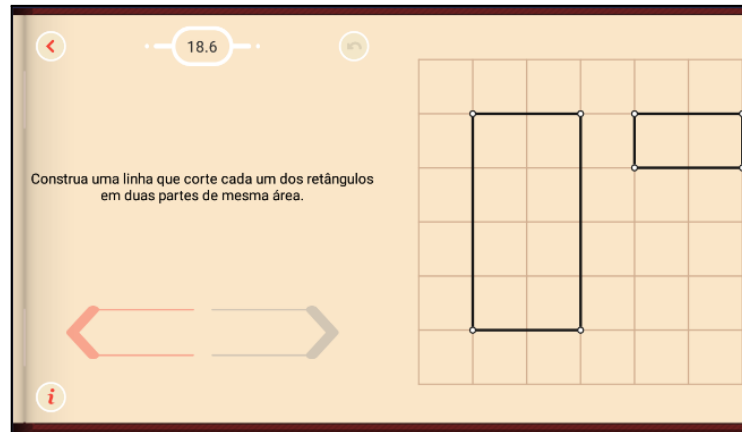 18.6
Construa uma linha que corte cada um dos retângulos
em duas partes de mesma área.
i